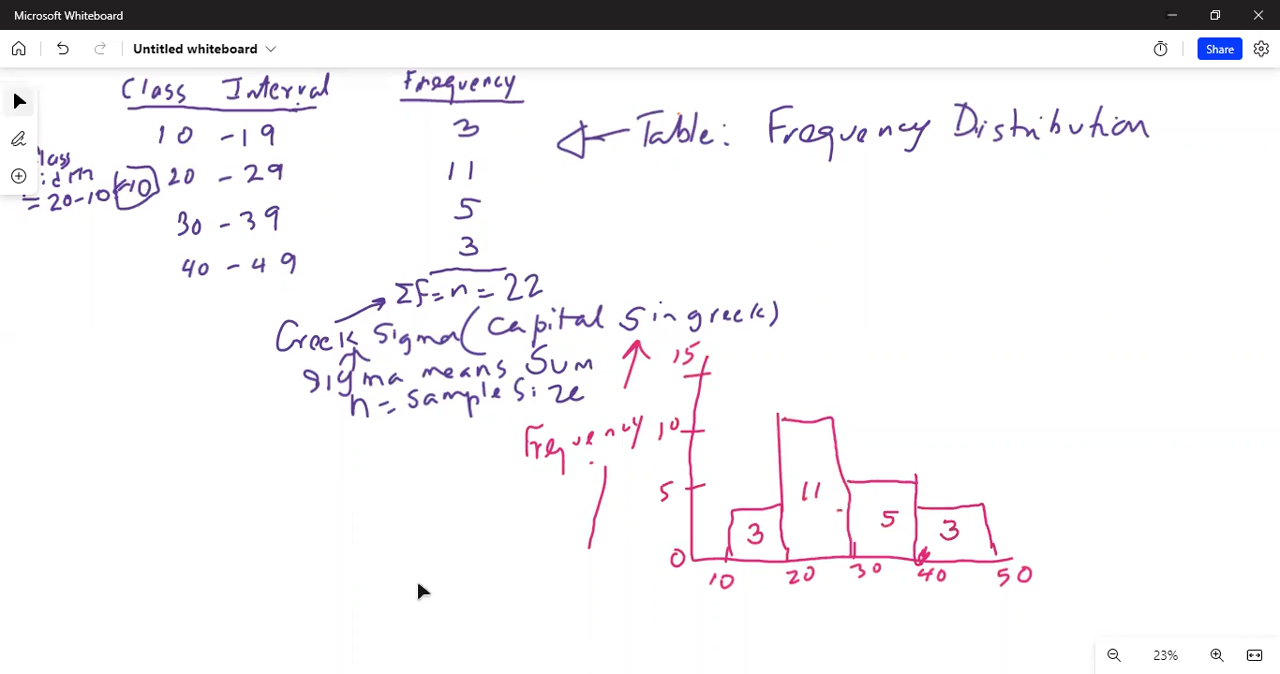 Microsoft Whiteboard
Untitled whiteboard
Share
Class Interval Frequency
10 - 19 3
Table: Frequency Distribution
20 - 29 11
= 20-10 = 10
30 - 39 5
40 - 49 3
Σf = n = 22
Greek Sigma (Capital S in greek)
sigma means Sum
n = sample size
Frequency
15
10
5
0
3 11 5 3
10 20 30 40 50
23%